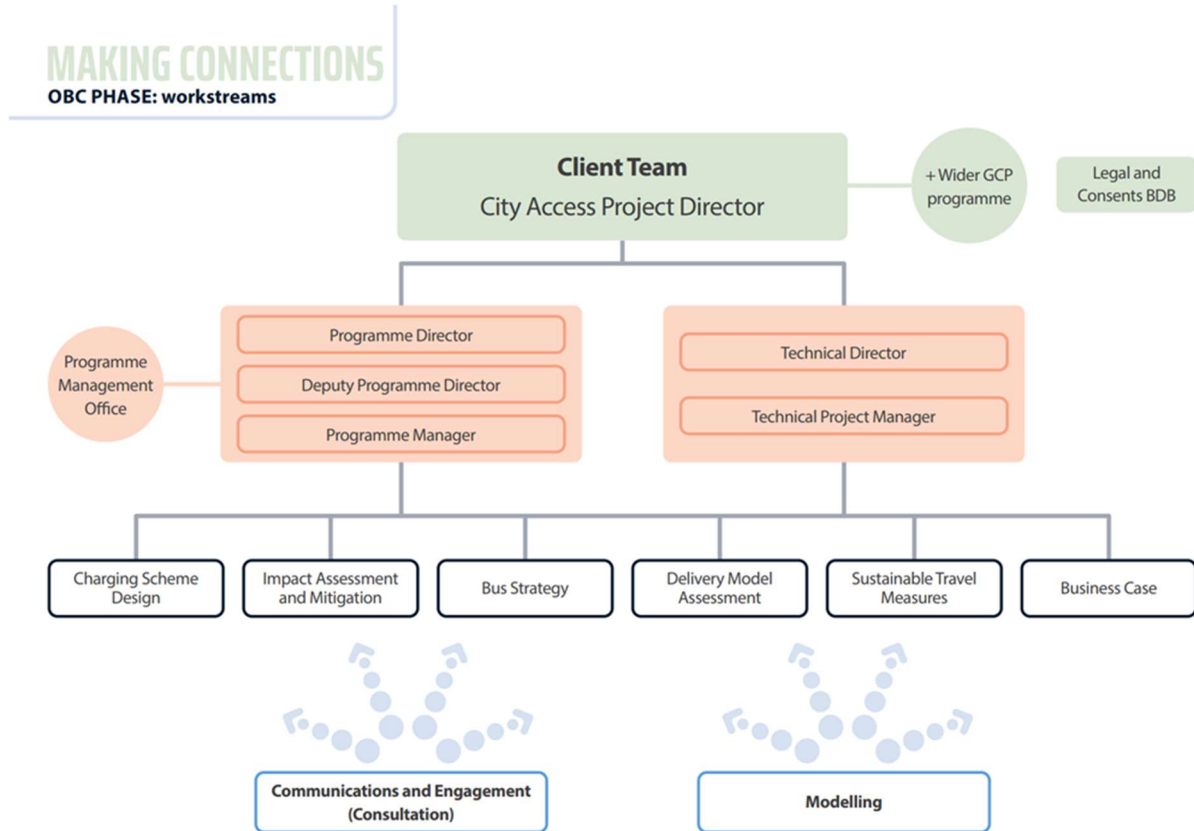 MAKING CONNECTIONS
OBC PHASE: workstreams
Client Team
City Access Project Director
+ Wider GCP
programme
Legal and
Consents BDB
Programme
Management
Office
Programme Director
Deputy Programme Director
Programme Manager
Technical Director
Technical Project Manager
Charging Scheme
Design
Impact Assessment
and Mitigation
Bus Strategy
Delivery Model
Assessment
Sustainable Travel
Measures
Business Case
Communications and Engagement
(Consultation)
Modelling